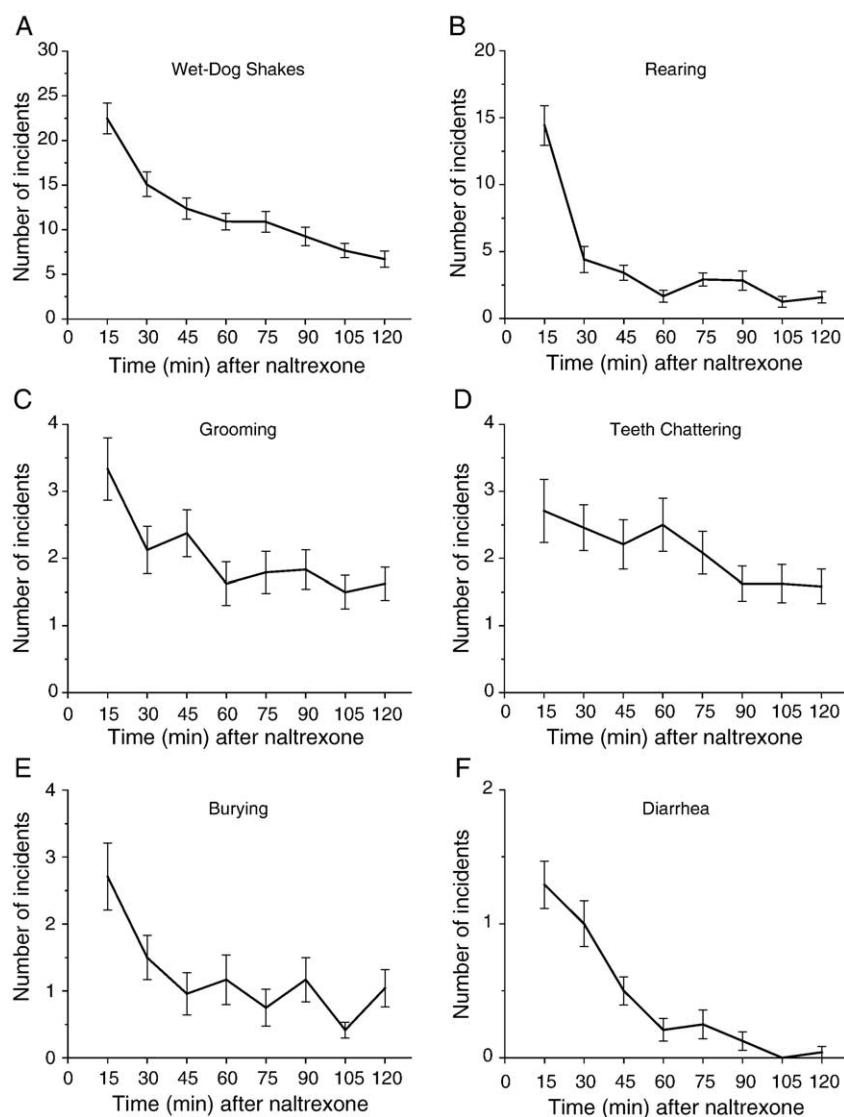 A
Wet-Dog Shakes
Number of incidents
30
25
20
15
10
5
0
0 15 30 45 60 75 90 105 120
Time (min) after naltrexone
B
Rearing
Number of incidents
20
15
10
5
0
0 15 30 45 60 75 90 105 120
Time (min) after naltrexone
C
Grooming
Number of incidents
4
3
2
1
0
0 15 30 45 60 75 90 105 120
Time (min) after naltrexone
D
Teeth Chattering
Number of incidents
4
3
2
1
0
0 15 30 45 60 75 90 105 120
Time (min) after naltrexone
E
Burying
Number of incidents
4
3
2
1
0
0 15 30 45 60 75 90 105 120
Time (min) after naltrexone
F
Diarrhea
Number of incidents
2
1
0
0 15 30 45 60 75 90 105 120
Time (min) after naltrexone